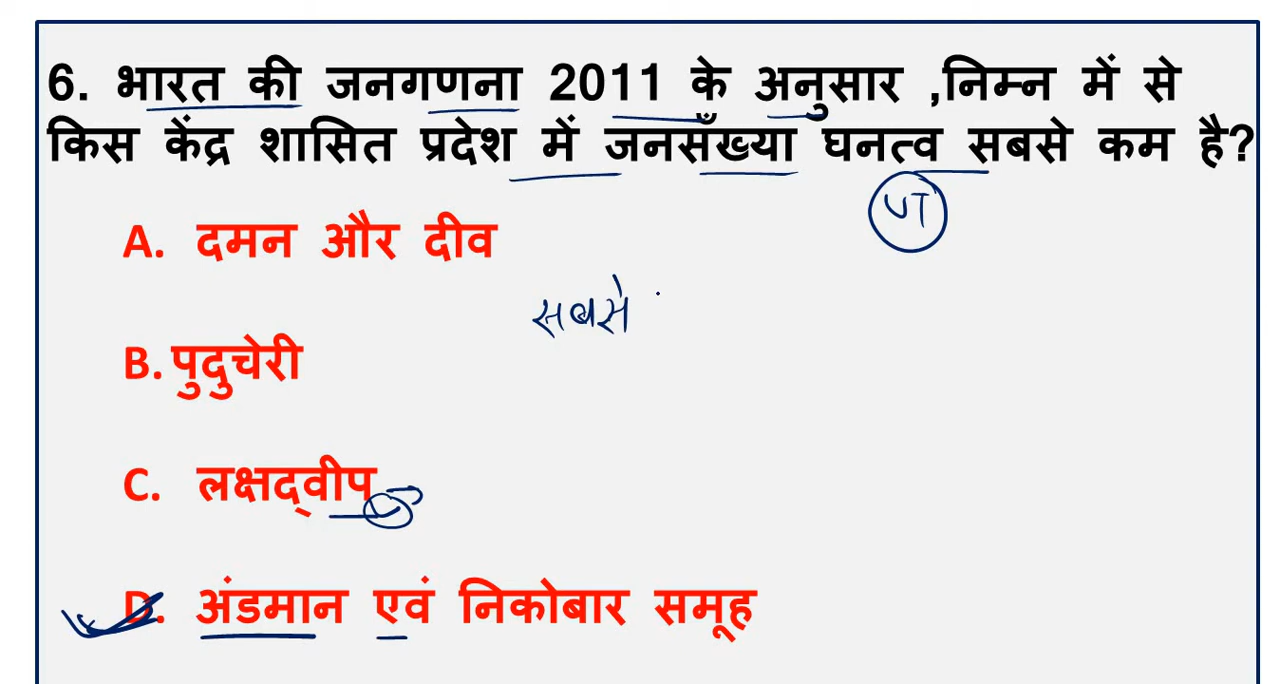 6. भारत की जनगणना 2011 के अनुसार ,निम्न में से
किस केंद्र शासित प्रदेश में जनसँख्या घनत्व सबसे कम है?
UT
A. दमन और दीव
सबसे
B. पुदुचेरी
C. लक्षद्वीप
D. अंडमान एवं निकोबार समूह